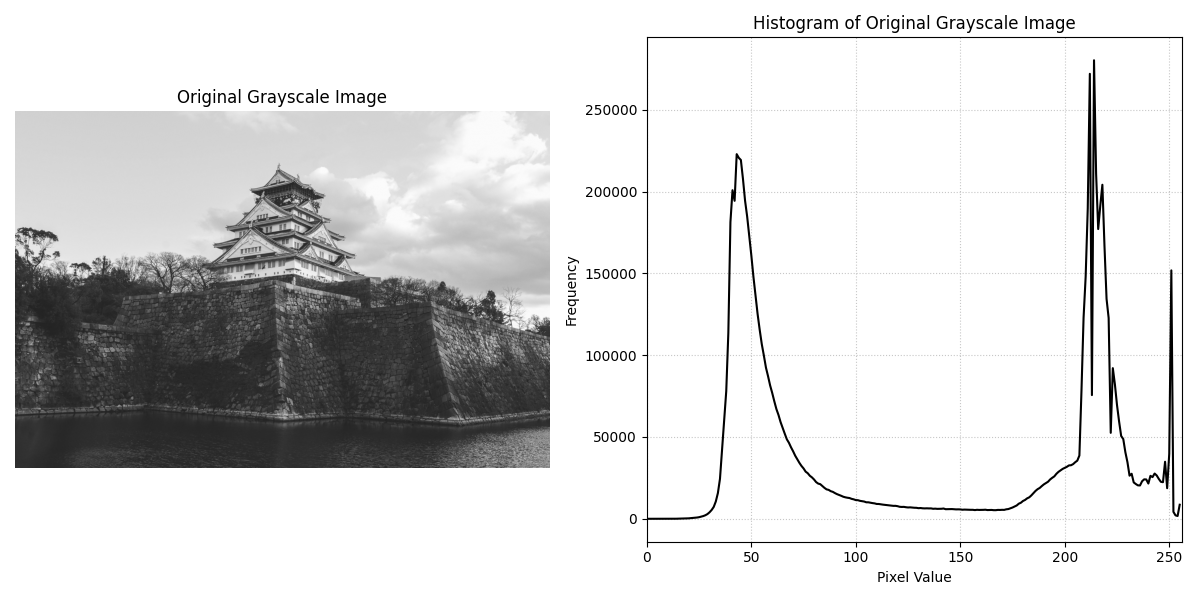 Original Grayscale Image
Histogram of Original Grayscale Image
Frequency
250000
200000
150000
100000
50000
0
0 50 100 150 200 250
Pixel Value